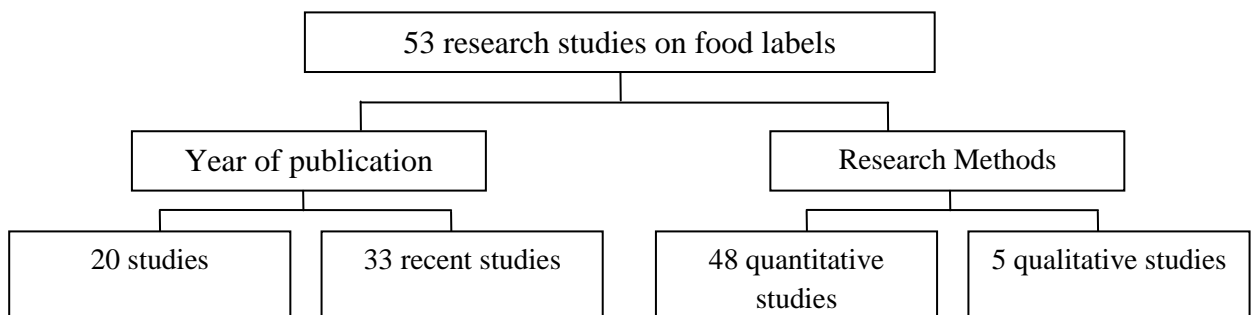 53 research studies on food labels
Year of publication
Research Methods
20 studies
33 recent studies
48 quantitative
studies
5 qualitative studies